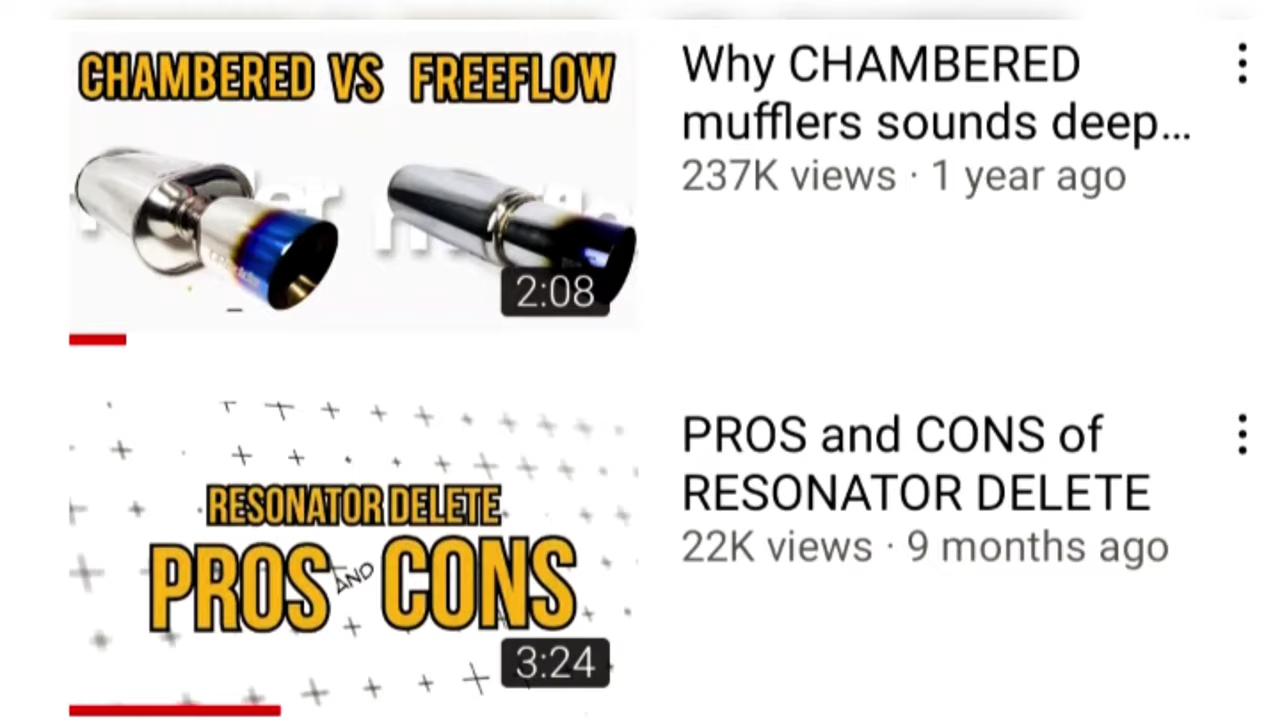 CHAMBERED VS FREEFLOW
2:08
Why CHAMBERED
mufflers sounds deep...
237K views · 1 year ago
RESONATOR DELETE
PROS AND CONS
3:24
PROS and CONS of
RESONATOR DELETE
22K views · 9 months ago